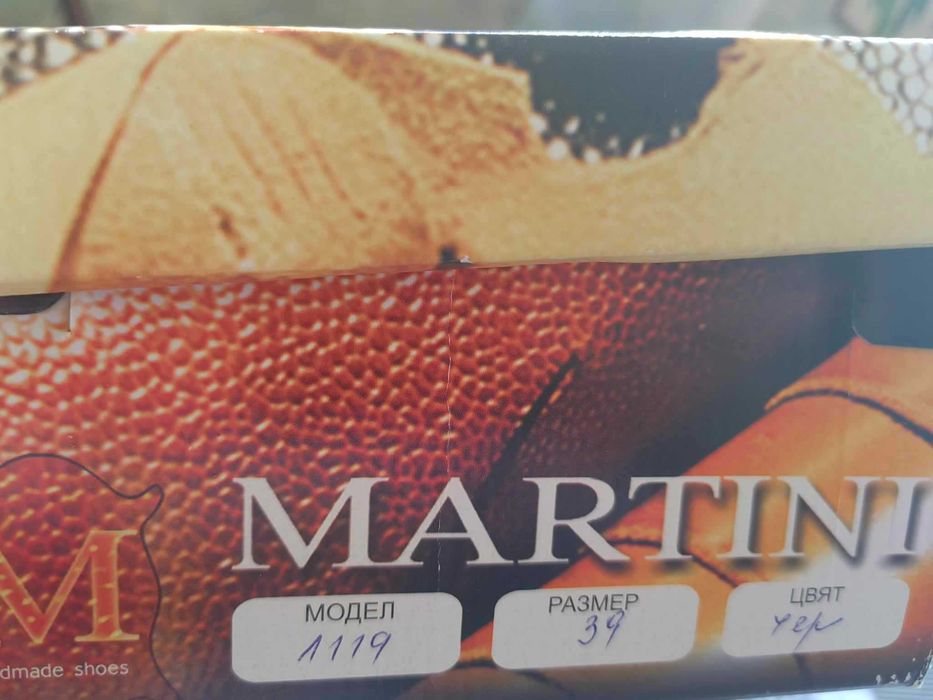 MARTINI
M
МОДЕЛ РАЗМЕР ЦВЯТ
1119 39 чер
dmade shoes